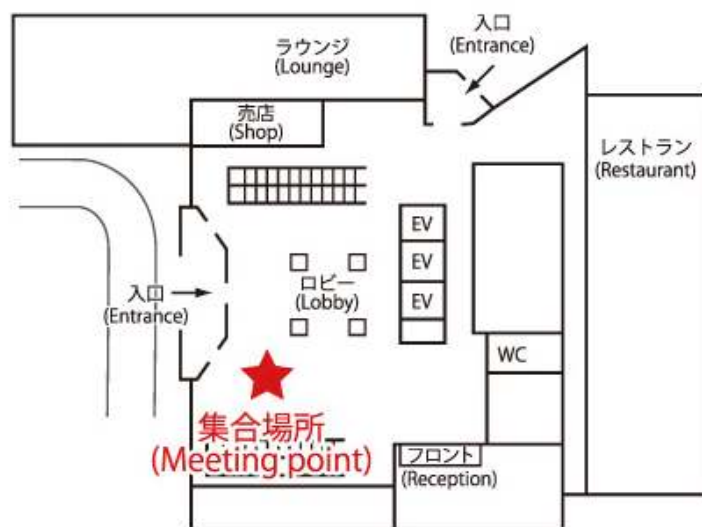 ラウンジ
(Lounge)
入口
(Entrance)
売店
(Shop)
レストラン
(Restaurant)
EV
EV
EV
ロビー
(Lobby)
入口
(Entrance)
WC
集合場所
(Meeting point)
フロント
(Reception)